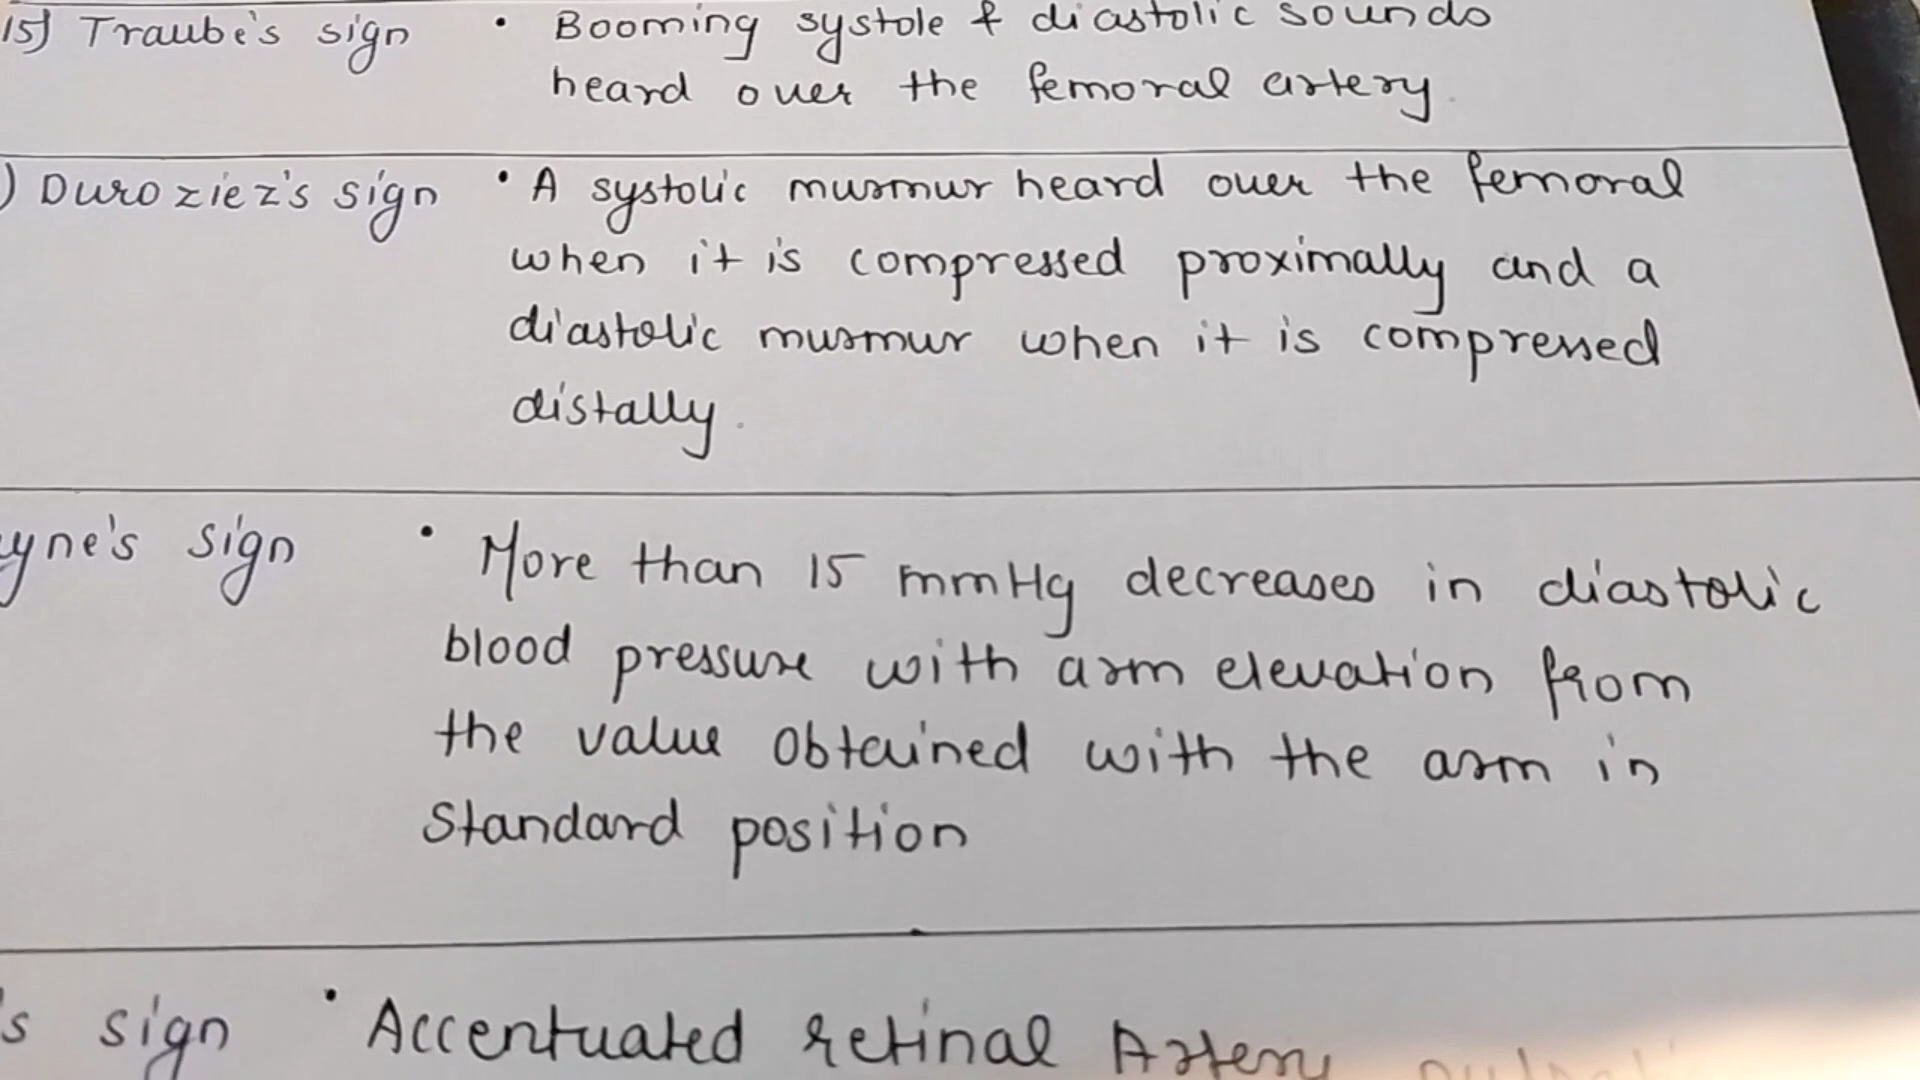 15) Traube's sign • Booming systole & diastolic sounds
heard over the femoral artery.
) Duroziez's sign • A systolic murmur heard over the femoral
when it is compressed proximally and a
diastolic murmur when it is compressed
distally.
yne's sign • More than 15 mmHg decreases in diastolic
blood pressure with arm elevation from
the value obtained with the arm in
standard position
's sign • Accentuated retinal Artery